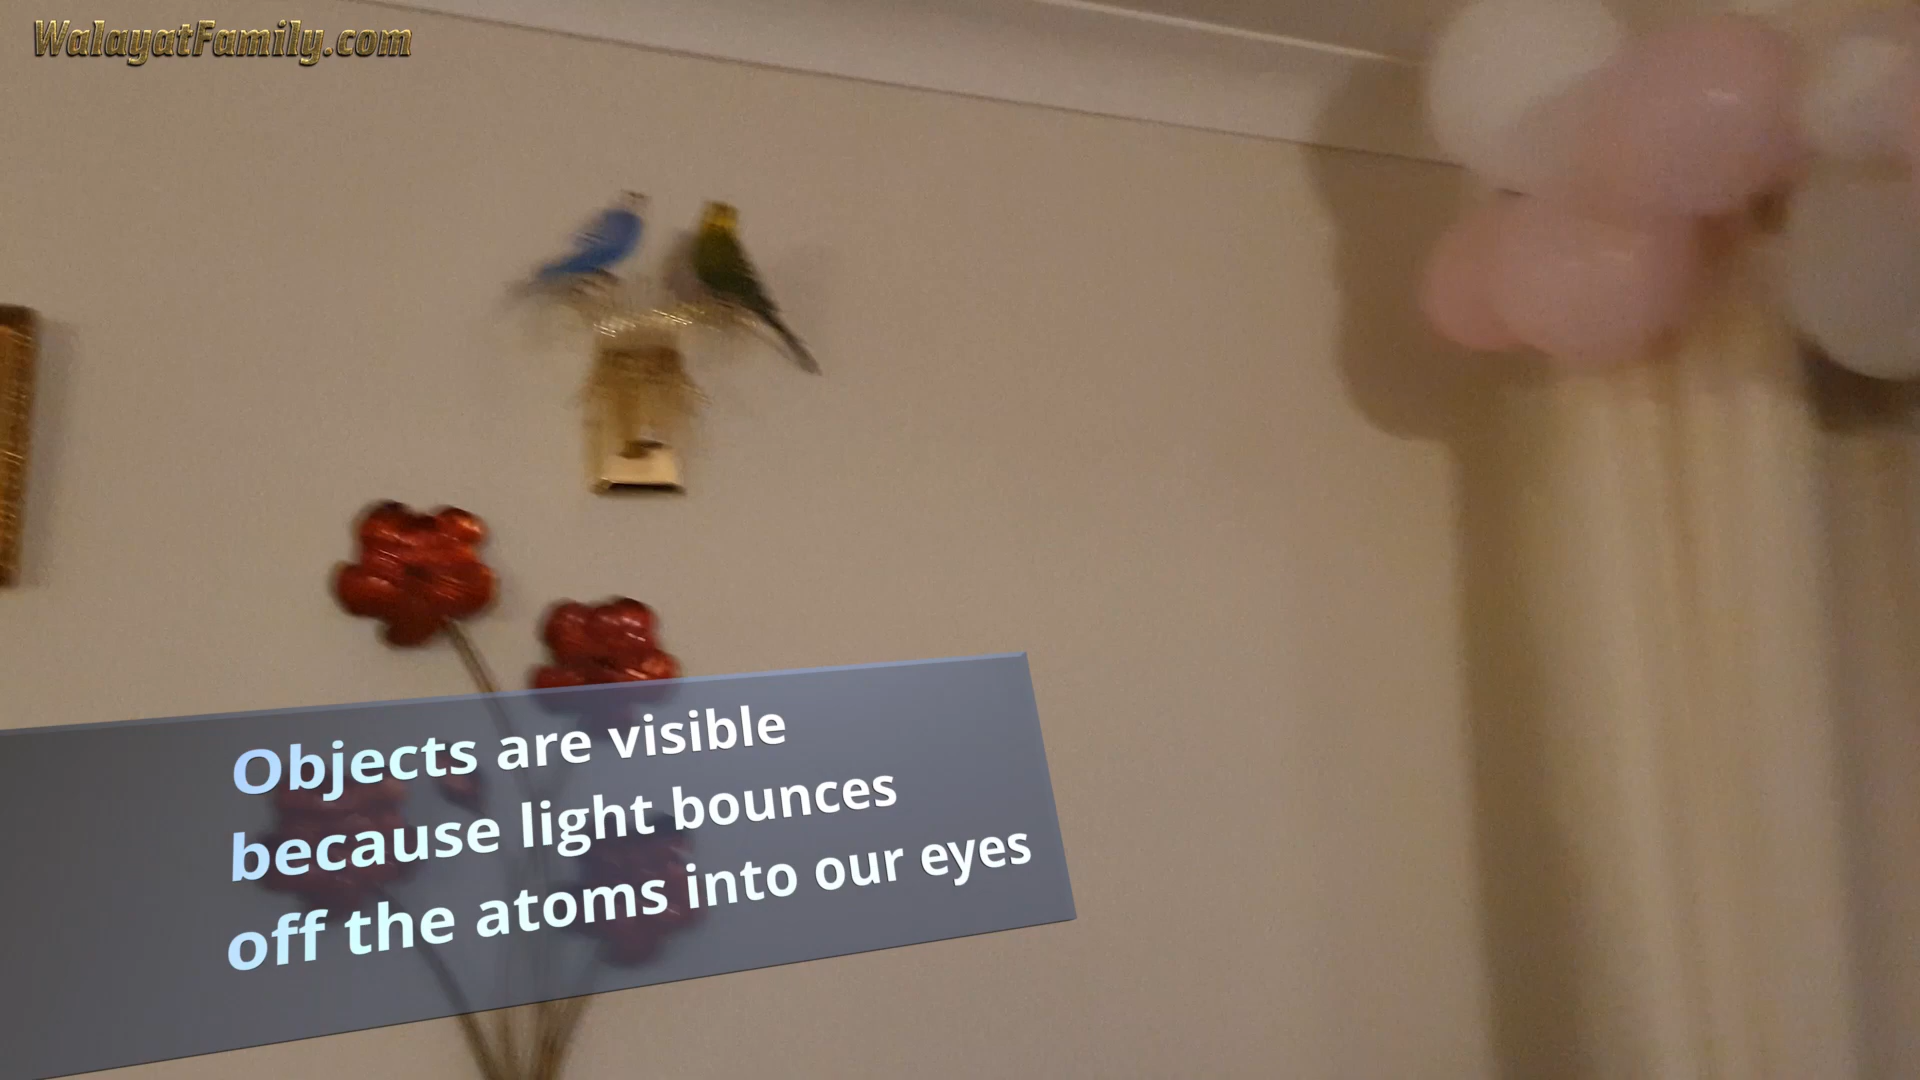 WalayatFamily.com
Objects are visible
because light bounces
off the atoms into our eyes